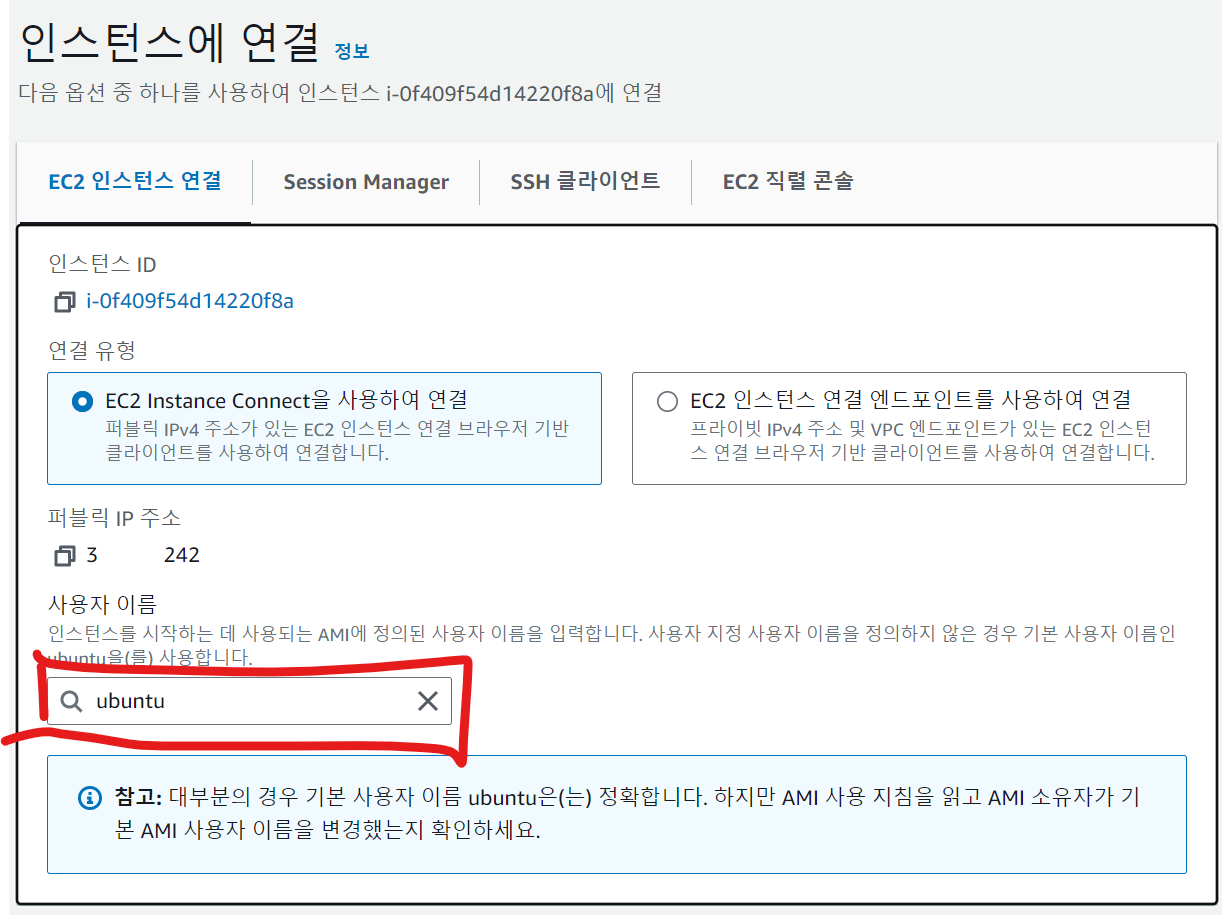 인스턴스에 연결 정보
다음 옵션 중 하나를 사용하여 인스턴스 i-0f409f54d14220f8a에 연결
EC2 인스턴스 연결
Session Manager
SSH 클라이언트
EC2 직렬 콘솔
인스턴스 ID
i-0f409f54d14220f8a
연결 유형
EC2 Instance Connect을 사용하여 연결
퍼블릭 IPv4 주소가 있는 EC2 인스턴스 연결 브라우저 기반
클라이언트를 사용하여 연결합니다.
EC2 인스턴스 연결 엔드포인트를 사용하여 연결
프라이빗 IPv4 주소 및 VPC 엔드포인트가 있는 EC2 인스턴
스 연결 브라우저 기반 클라이언트를 사용하여 연결합니다.
퍼블릭 IP 주소
3 242
사용자 이름
인스턴스를 시작하는 데 사용되는 AMI에 정의된 사용자 이름을 입력합니다. 사용자 지정 사용자 이름을 정의하지 않은 경우 기본 사용자 이름인
ubuntu을(를) 사용합니다.
ubuntu
참고: 대부분의 경우 기본 사용자 이름 ubuntu은(는) 정확합니다. 하지만 AMI 사용 지침을 읽고 AMI 소유자가 기
본 AMI 사용자 이름을 변경했는지 확인하세요.